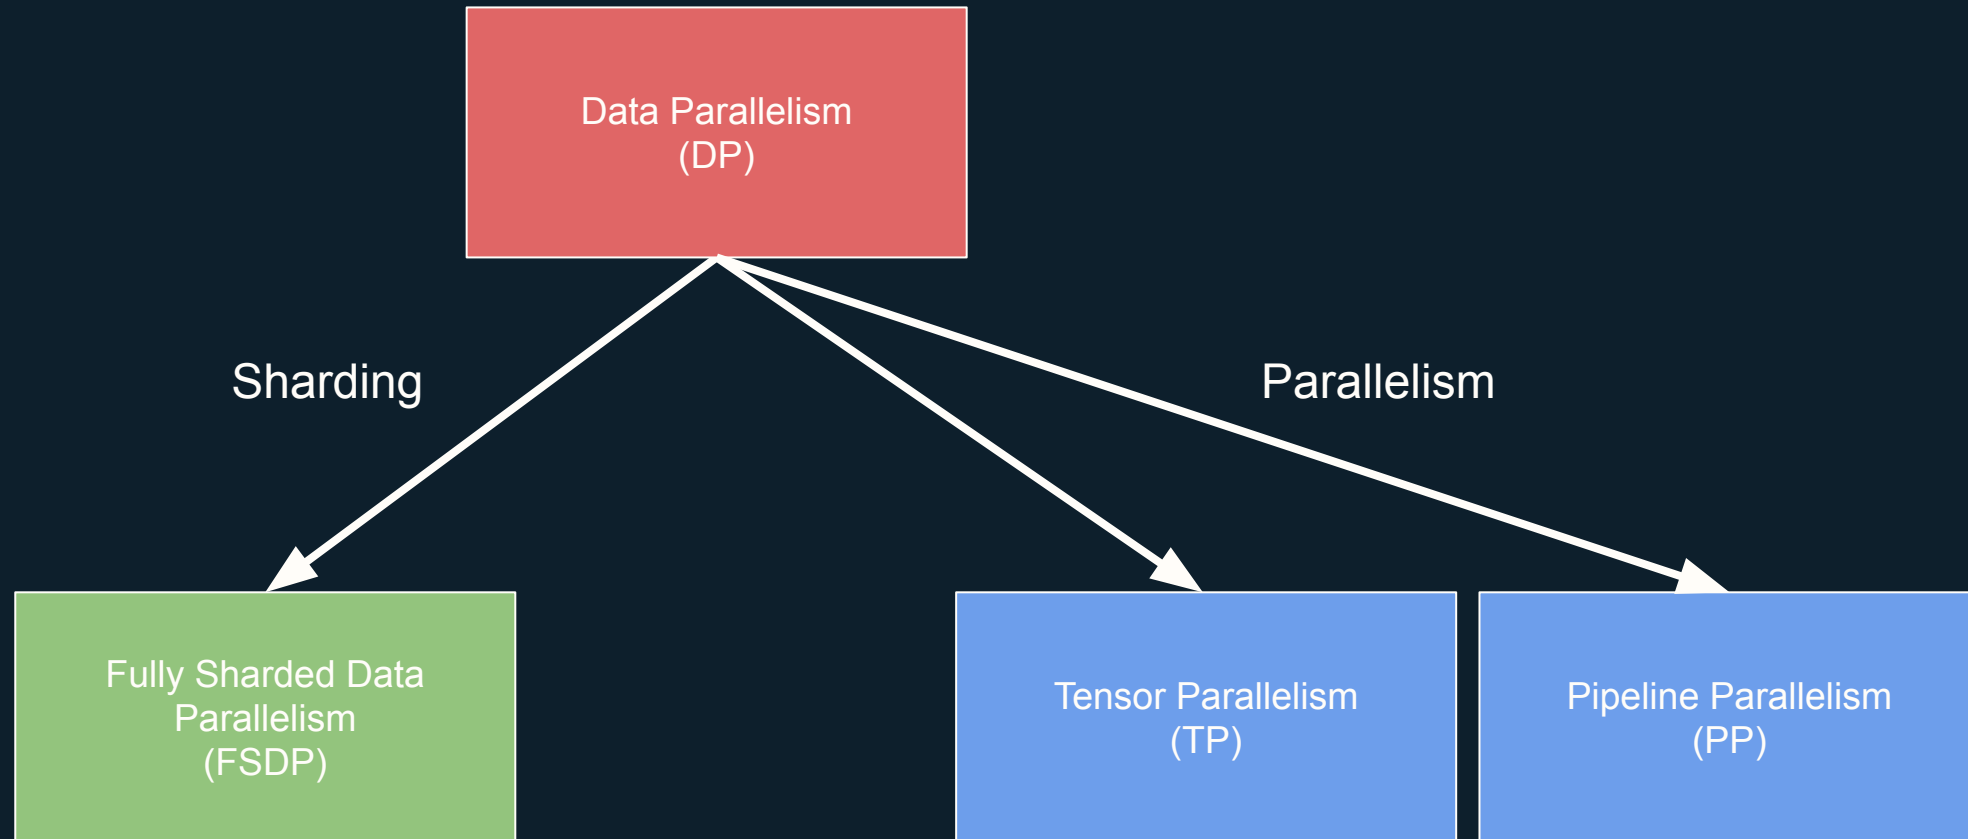 Data Parallelism
(DP)
Sharding
Parallelism
Fully Sharded Data
Parallelism
(FSDP)
Tensor Parallelism
(TP)
Pipeline Parallelism
(PP)